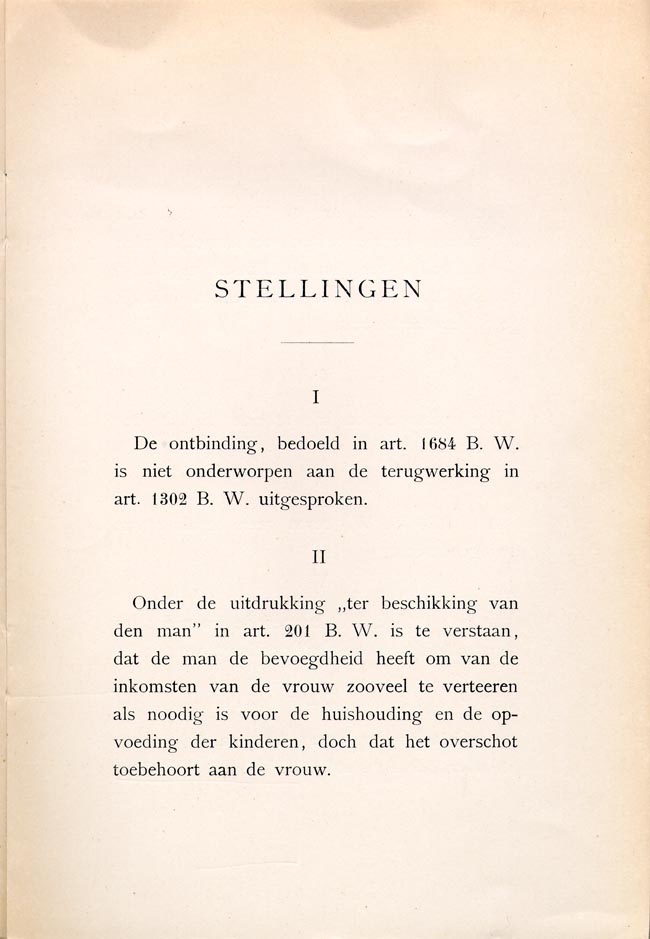 STELLINGEN
I
De ontbinding, bedoeld in art. 1684 B. W.
is niet onderworpen aan de terugwerking in
art. 1302 B. W. uitgesproken.
II
Onder de uitdrukking „ter beschikking van
den man” in art. 201 B. W. is te verstaan,
dat de man de bevoegdheid heeft om van de
inkomsten van de vrouw zooveel te verteeren
als noodig is voor de huishouding en de op-
voeding der kinderen, doch dat het overschot
toebehoort aan de vrouw.